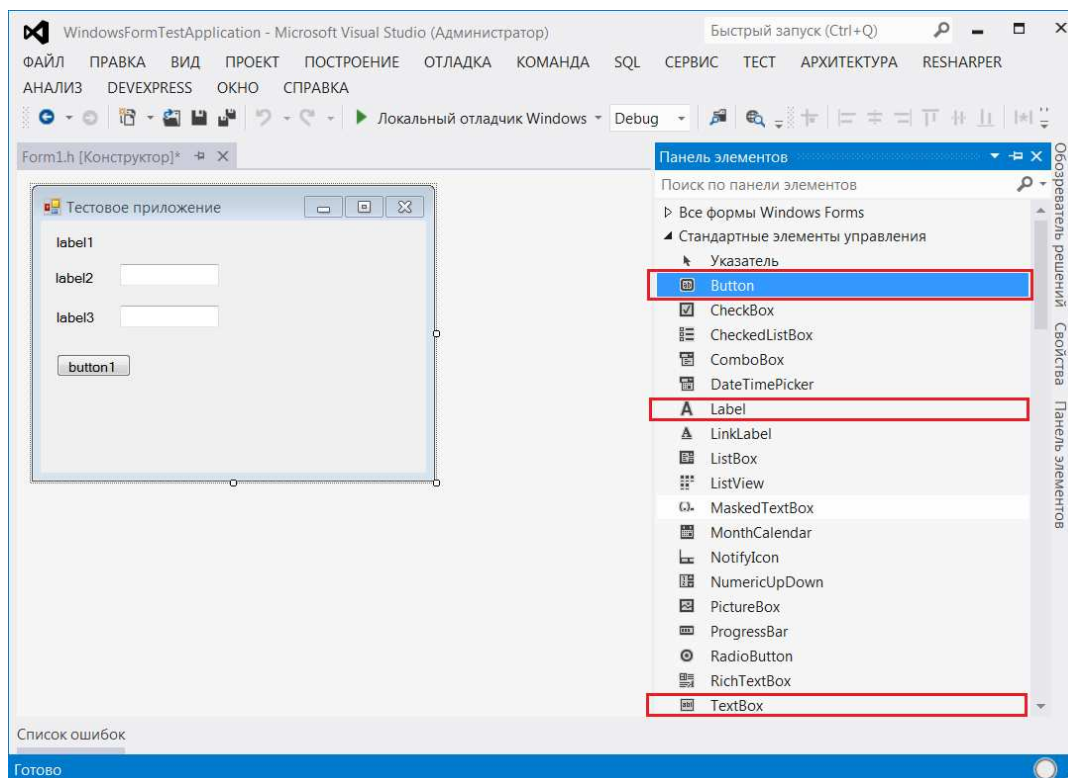 WindowsFormTestApplication - Microsoft Visual Studio (Администратор)
Быстрый запуск (Ctrl+Q)
ФАЙЛ ПРАВКА ВИД ПРОЕКТ ПОСТРОЕНИЕ ОТЛАДКА КОМАНДА SQL СЕРВИС ТЕСТ АРХИТЕКТУРА RESHARPER
АНАЛИЗ DEVEXPRESS ОКНО СПРАВКА
Локальный отладчик Windows Debug
Form1.h [Конструктор]*
Тестовое приложение
label1
label2
label3
button1
Панель элементов
Поиск по панели элементов
Все формы Windows Forms
Стандартные элементы управления
Указатель
Button
CheckBox
CheckedListBox
ComboBox
DateTimePicker
Label
LinkLabel
ListBox
ListView
MaskedTextBox
MonthCalendar
NotifyIcon
NumericUpDown
PictureBox
ProgressBar
RadioButton
RichTextBox
TextBox
Обозреватель решений
Свойства
Панель элементов
Список ошибок
Готово